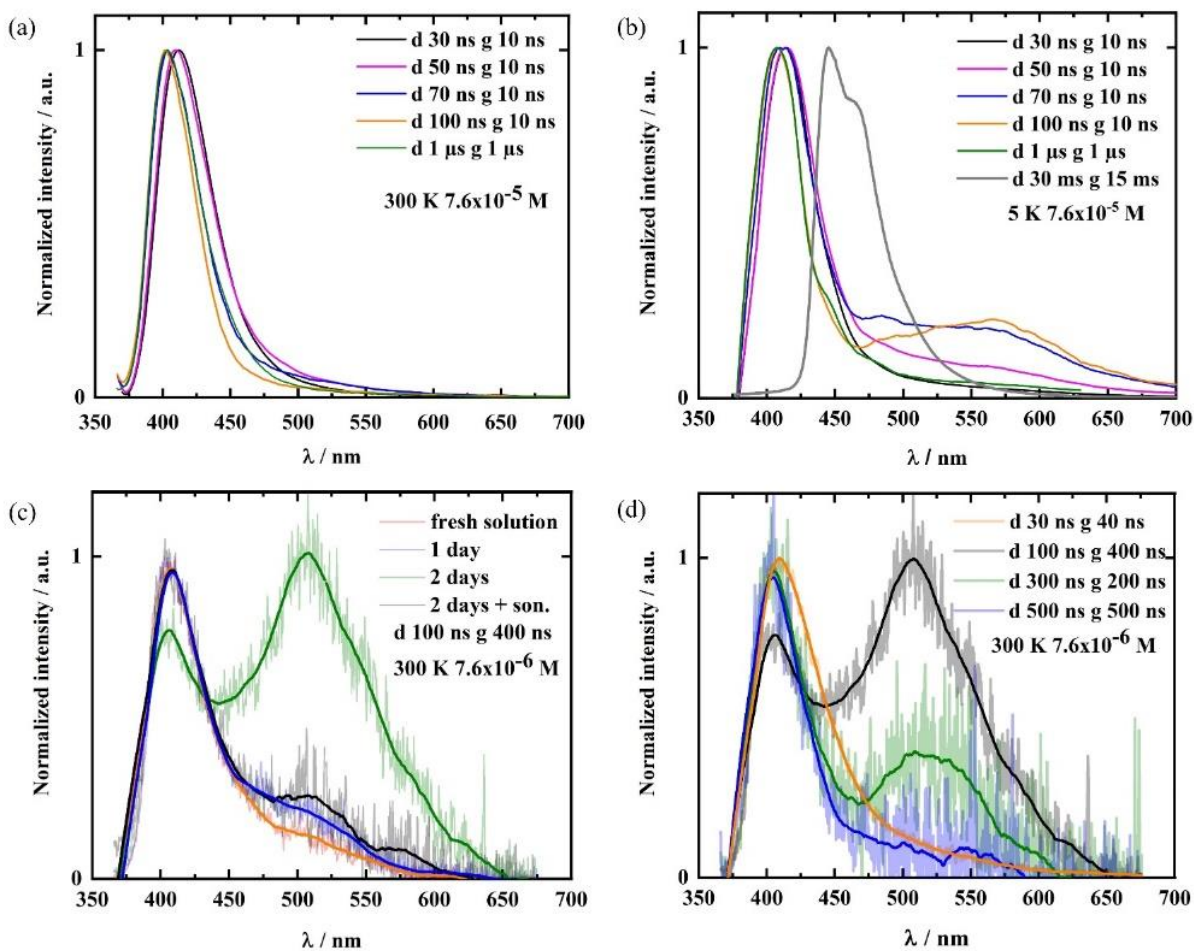 (a)
Normalized intensity / a.u.
1
0
d 30 ns g 10 ns
d 50 ns g 10 ns
d 70 ns g 10 ns
d 100 ns g 10 ns
d 1 µs g 1 µs
300 K 7.6x10⁻⁵ M
350 400 450 500 550 600 650 700
λ / nm
(b)
Normalized intensity / a.u.
1
0
d 30 ns g 10 ns
d 50 ns g 10 ns
d 70 ns g 10 ns
d 100 ns g 10 ns
d 1 µs g 1 µs
d 30 ms g 15 ms
5 K 7.6x10⁻⁵ M
350 400 450 500 550 600 650 700
λ / nm
(c)
Normalized intensity / a.u.
1
0
fresh solution
1 day
2 days
2 days + son.
d 100 ns g 400 ns
300 K 7.6x10⁻⁶ M
350 400 450 500 550 600 650 700
λ / nm
(d)
Normalized intensity / a.u.
1
0
d 30 ns g 40 ns
d 100 ns g 400 ns
d 300 ns g 200 ns
d 500 ns g 500 ns
300 K 7.6x10⁻⁶ M
350 400 450 500 550 600 650 700
λ / nm